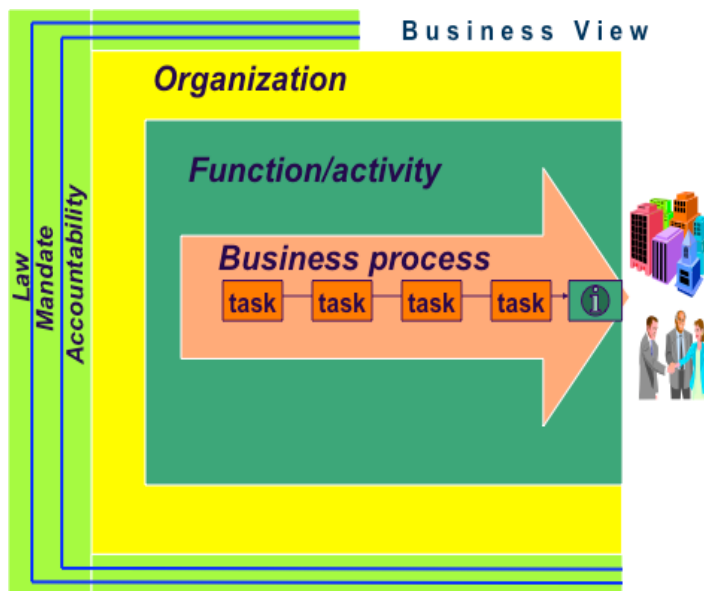 Business View
Organization
Function/activity
Law
Mandate
Accountability
Business process
task task task task i